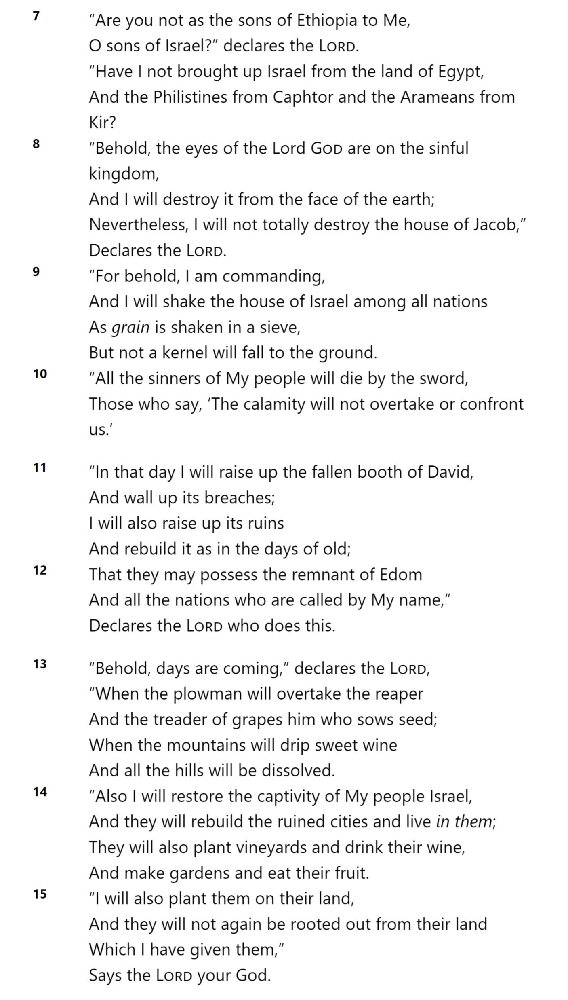 7 “Are you not as the sons of Ethiopia to Me,
O sons of Israel?” declares the LORD.
“Have I not brought up Israel from the land of Egypt,
And the Philistines from Caphtor and the Arameans from
Kir?
8 “Behold, the eyes of the Lord GOD are on the sinful
kingdom,
And I will destroy it from the face of the earth;
Nevertheless, I will not totally destroy the house of Jacob,”
Declares the LORD.
9 “For behold, I am commanding,
And I will shake the house of Israel among all nations
As grain is shaken in a sieve,
But not a kernel will fall to the ground.
10 “All the sinners of My people will die by the sword,
Those who say, ‘The calamity will not overtake or confront
us.’
11 “In that day I will raise up the fallen booth of David,
And wall up its breaches;
I will also raise up its ruins
And rebuild it as in the days of old;
12 That they may possess the remnant of Edom
And all the nations who are called by My name,”
Declares the LORD who does this.
13 “Behold, days are coming,” declares the LORD,
“When the plowman will overtake the reaper
And the treader of grapes him who sows seed;
When the mountains will drip sweet wine
And all the hills will be dissolved.
14 “Also I will restore the captivity of My people Israel,
And they will rebuild the ruined cities and live in them;
They will also plant vineyards and drink their wine,
And make gardens and eat their fruit.
15 “I will also plant them on their land,
And they will not again be rooted out from their land
Which I have given them,”
Says the LORD your God.